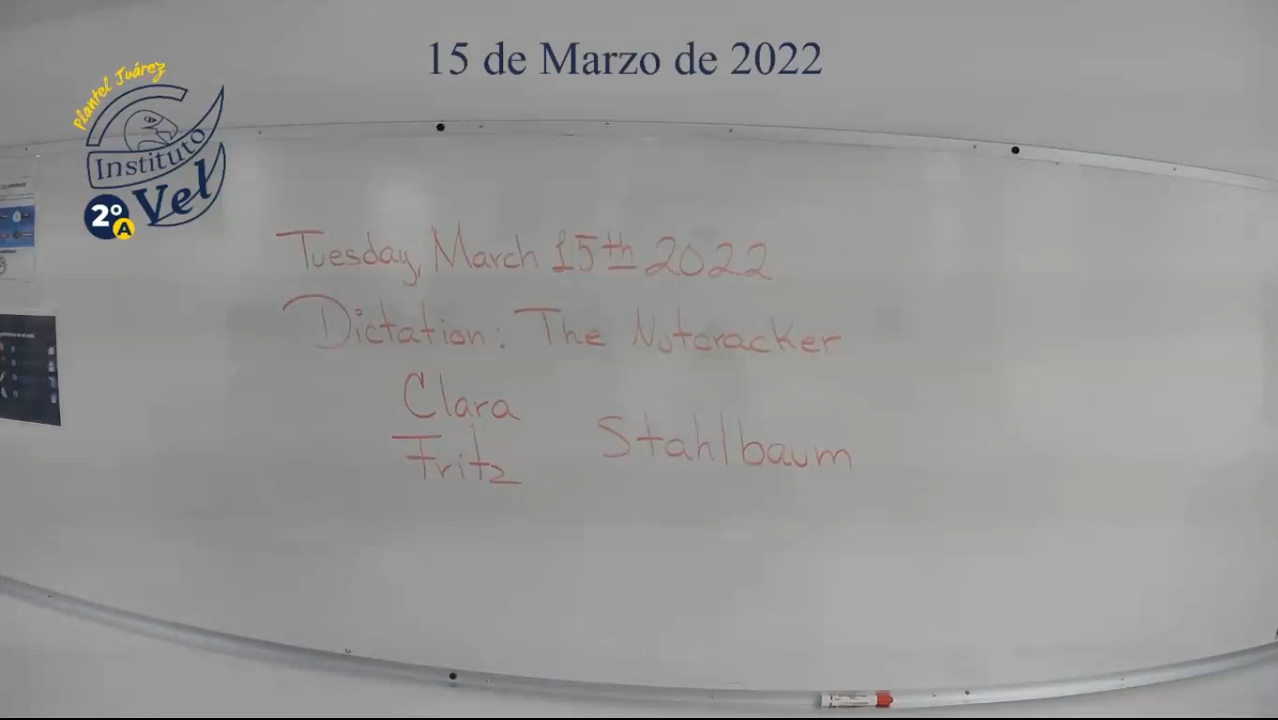 15 de Marzo de 2022
Plantel Juárez
Instituto
Vel
2º
A
Tuesday, March 15th 2022
Dictation: The Nutcracker
Clara
Fritz
Stahlbaum